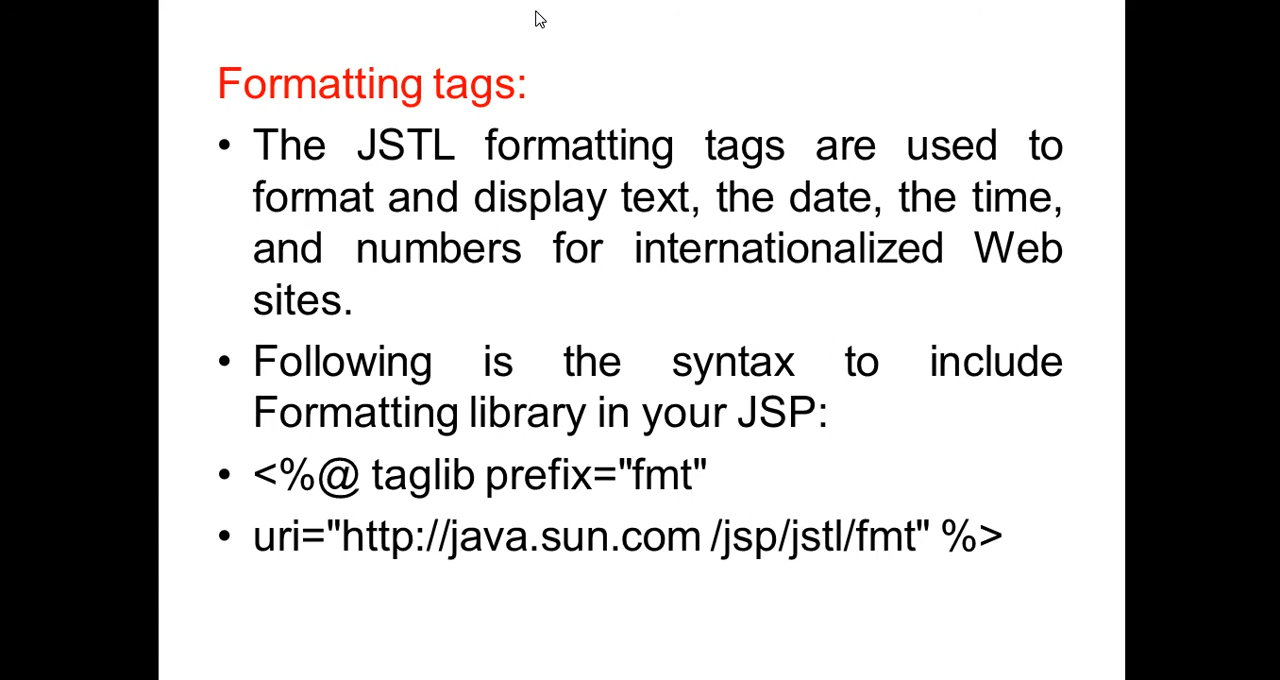 Formatting tags:
• The JSTL formatting tags are used to
format and display text, the date, the time,
and numbers for internationalized Web
sites.
• Following is the syntax to include
Formatting library in your JSP:
• <%@ taglib prefix="fmt"
• uri="http://java.sun.com /jsp/jstl/fmt" %>